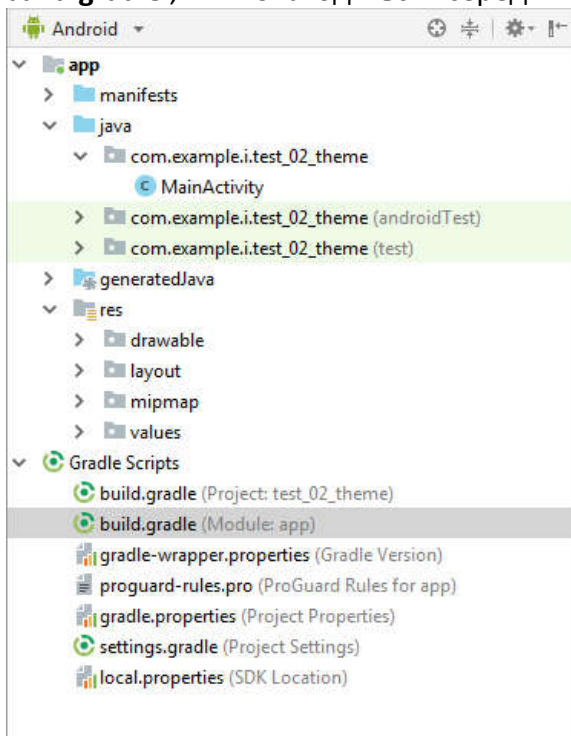 Android
app
manifests
java
com.example.i.test_02_theme
C MainActivity
com.example.i.test_02_theme (androidTest)
com.example.i.test_02_theme (test)
generatedJava
res
drawable
layout
mipmap
values
Gradle Scripts
build.gradle (Project: test_02_theme)
build.gradle (Module: app)
gradle-wrapper.properties (Gradle Version)
proguard-rules.pro (ProGuard Rules for app)
gradle.properties (Project Properties)
settings.gradle (Project Settings)
local.properties (SDK Location)